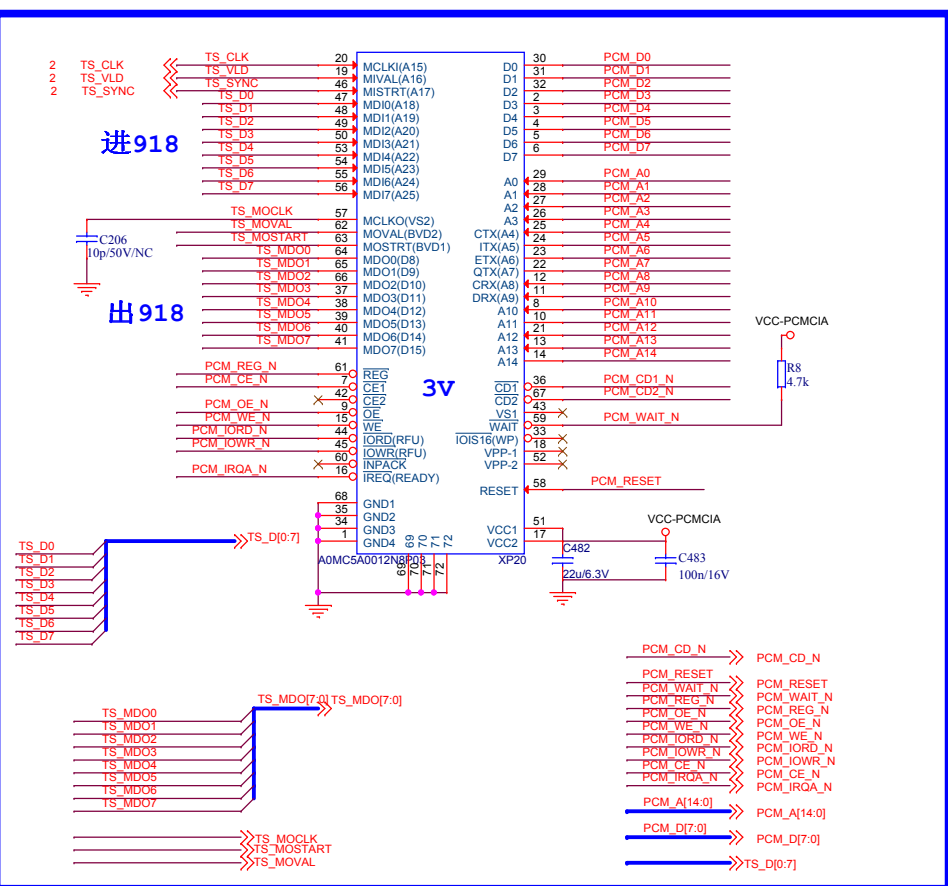 2 TS_CLK
2 TS_VLD
2 TS_SYNC
TS_CLK 20 MCLKI(A15)
TS_VLD 19 MIVAL(A16)
TS_SYNC 46 MISTRT(A17)
TS_D0 47 MDI0(A18)
TS_D1 48 MDI1(A19)
TS_D2 49 MDI2(A20)
TS_D3 50 MDI3(A21)
TS_D4 53 MDI4(A22)
TS_D5 54 MDI5(A23)
TS_D6 55 MDI6(A24)
TS_D7 56 MDI7(A25)
进918
TS_MOCLK 57 MCLKO(VS2)
TS_MOVAL 62 MOVAL(BVD2)
TS_MOSTART 63 MOSTRT(BVD1)
TS_MDO0 64 MDO0(D8)
TS_MDO1 65 MDO1(D9)
TS_MDO2 66 MDO2(D10)
TS_MDO3 37 MDO3(D11)
TS_MDO4 38 MDO4(D12)
TS_MDO5 39 MDO5(D13)
TS_MDO6 40 MDO6(D14)
TS_MDO7 41 MDO7(D15)
C206
10p/50V/NC
出918
PCM_REG_N 61 REG
PCM_CE_N 7 CE1
42 CE2
PCM_OE_N 9 OE
PCM_WE_N 15 WE
PCM_IORD_N 44 IORD(RFU)
PCM_IOWR_N 45 IOWR(RFU)
60 INPACK
PCM_IRQA_N 16 IREQ(READY)
68 GND1
35 GND2
34 GND3
1 GND4
3V
D0 30 PCM_D0
D1 31 PCM_D1
D2 32 PCM_D2
D3 2 PCM_D3
D4 3 PCM_D4
D5 4 PCM_D5
D6 5 PCM_D6
D7 6 PCM_D7
A0 29 PCM_A0
A1 28 PCM_A1
A2 27 PCM_A2
A3 26 PCM_A3
CTX(A4) 25 PCM_A4
ITX(A5) 24 PCM_A5
ETX(A6) 23 PCM_A6
QTX(A7) 22 PCM_A7
CRX(A8) 12 PCM_A8
DRX(A9) 11 PCM_A9
A10 8 PCM_A10
A11 10 PCM_A11
A12 21 PCM_A12
A13 13 PCM_A13
A14 14 PCM_A14
CD1 36 PCM_CD1_N
CD2 67 PCM_CD2_N
VS1 43
WAIT 59 PCM_WAIT_N
IOIS16(WP) 33
VPP-1 18
VPP-2 52
RESET 58 PCM_RESET
VCC1 51
VCC2 17
VCC-PCMCIA
R8
4.7k
VCC-PCMCIA
C482
22u/6.3V
C483
100n/16V
69 70 71 72
A0MC5A0012N8P03
XP20
69 70 71 72
TS_D0
TS_D1
TS_D2
TS_D3
TS_D4
TS_D5
TS_D6
TS_D7
TS_D[0:7]
TS_MDO0
TS_MDO1
TS_MDO2
TS_MDO3
TS_MDO4
TS_MDO5
TS_MDO6
TS_MDO7
TS_MDO[7:0] TS_MDO[7:0]
TS_MOCLK
TS_MOSTART
TS_MOVAL
PCM_CD_N PCM_CD_N
PCM_RESET PCM_RESET
PCM_WAIT_N PCM_WAIT_N
PCM_REG_N PCM_REG_N
PCM_OE_N PCM_OE_N
PCM_WE_N PCM_WE_N
PCM_IORD_N PCM_IORD_N
PCM_IOWR_N PCM_IOWR_N
PCM_CE_N PCM_CE_N
PCM_IRQA_N PCM_IRQA_N
PCM_A[14:0] PCM_A[14:0]
PCM_D[7:0] PCM_D[7:0]
TS_D[0:7]